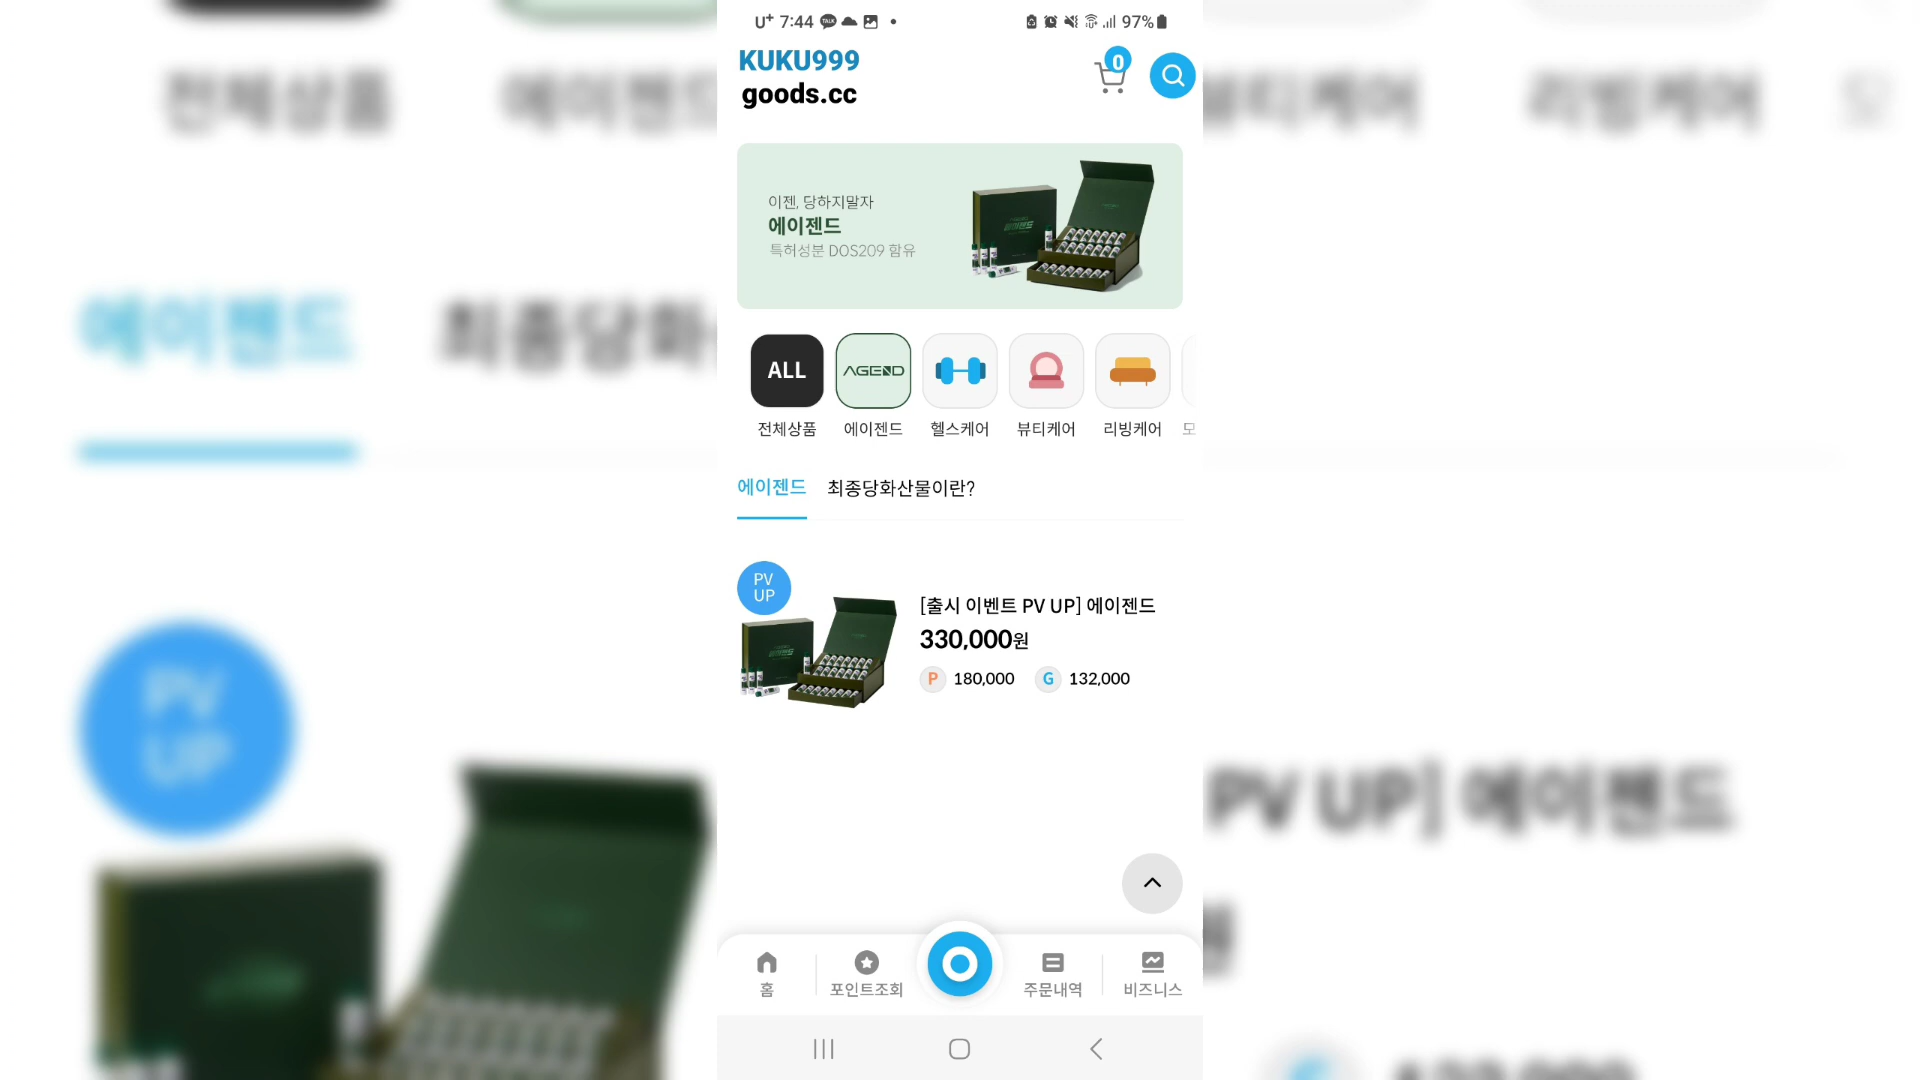 U+ 7:44 TALK 97%
KUKU999
goods.cc
0
이젠, 당하지말자
에이젠드
특허성분 DOS209 함유
ALL
AGEND
전체상품 에이젠드 헬스케어 뷰티케어 리빙케어 모
에이젠드 최종당화산물이란?
PV
UP
[출시 이벤트 PV UP] 에이젠드
330,000원
P 180,000 G 132,000
홈 포인트조회 주문내역 비즈니스